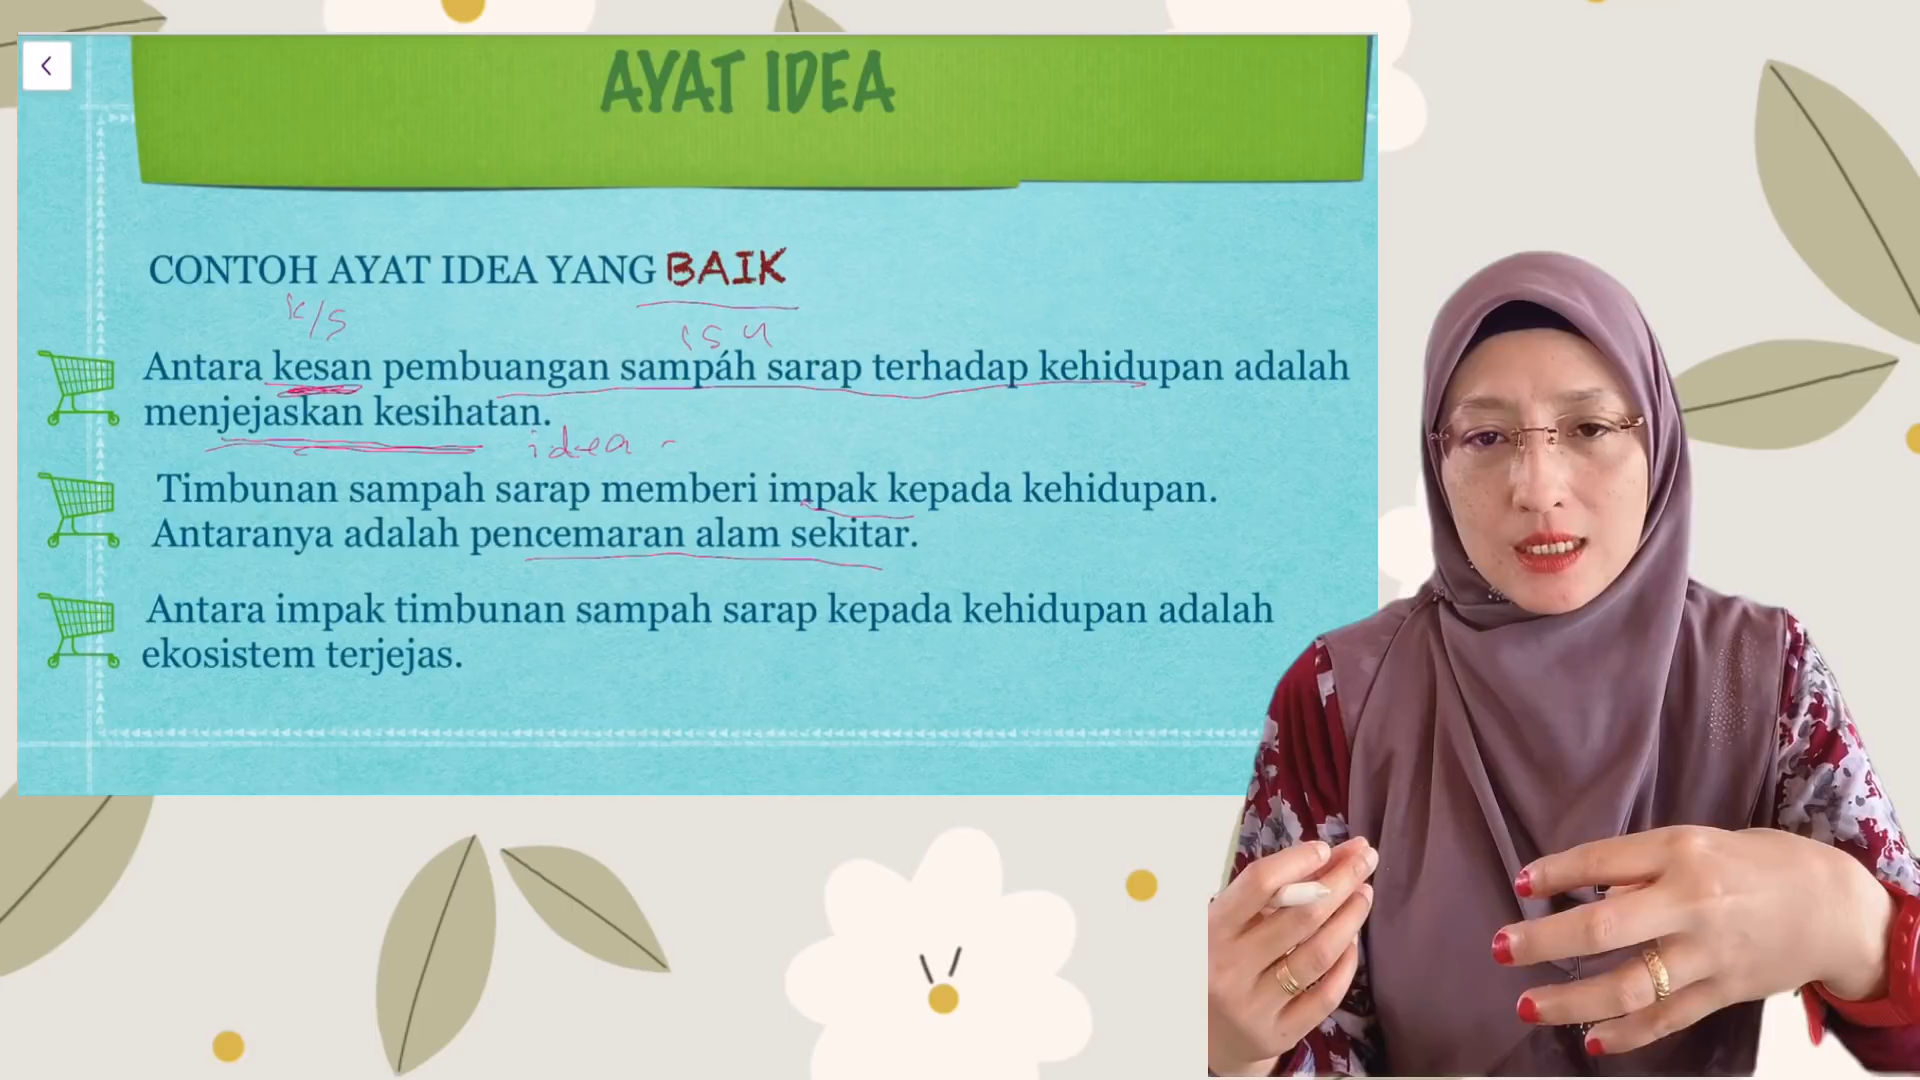 AYAT IDEA
CONTOH AYAT IDEA YANG BAIK
k/s
isu
Antara kesan pembuangan sampah sarap terhadap kehidupan adalah
menjejaskan kesihatan.
idea -
Timbunan sampah sarap memberi impak kepada kehidupan.
Antaranya adalah pencemaran alam sekitar.
Antara impak timbunan sampah sarap kepada kehidupan adalah
ekosistem terjejas.